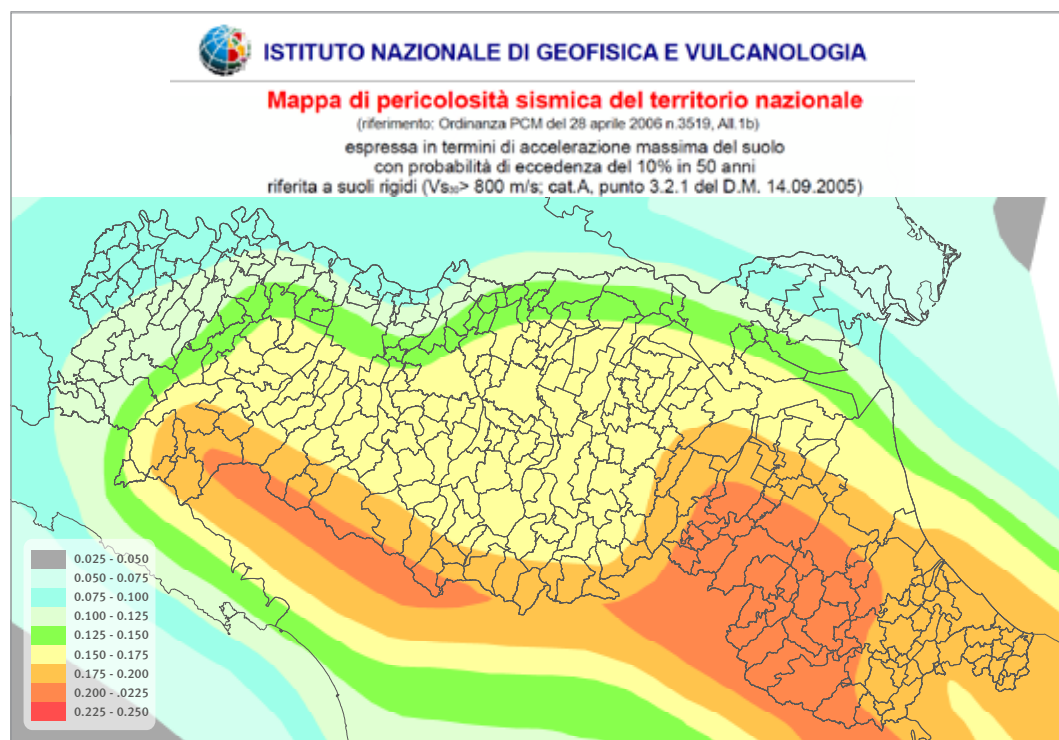 ISTITUTO NAZIONALE DI GEOFISICA E VULCANOLOGIA
Mappa di pericolosità sismica del territorio nazionale
(riferimento: Ordinanza PCM del 28 aprile 2006 n.3519, All.1b)
espressa in termini di accelerazione massima del suolo
con probabilità di eccedenza del 10% in 50 anni
riferita a suoli rigidi (Vs₃₀> 800 m/s; cat.A, punto 3.2.1 del D.M. 14.09.2005)
0.025 - 0.050
0.050 - 0.075
0.075 - 0.100
0.100 - 0.125
0.125 - 0.150
0.150 - 0.175
0.175 - 0.200
0.200 - .0225
0.225 - 0.250